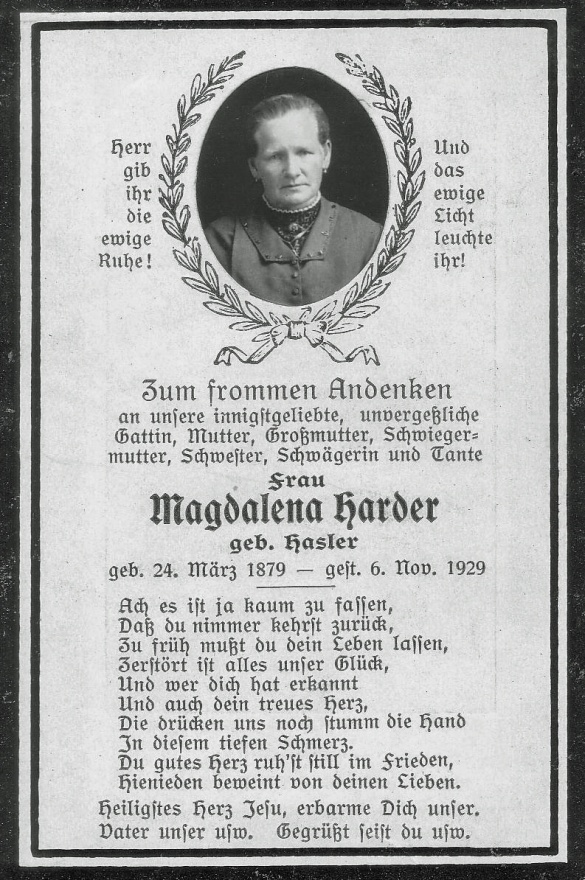 Herr
gib
ihr
die
ewige
Ruhe!
Und
das
ewige
Licht
leuchte
ihr!
Zum frommen Andenken
an unsere innigstgeliebte, unvergeßliche
Gattin, Mutter, Großmutter, Schwieger=
mutter, Schwester, Schwägerin und Tante
Frau
Magdalena Harder
geb. Hasler
geb. 24. März 1879 — gest. 6. Nov. 1929
Ach es ist ja kaum zu fassen,
Daß du nimmer kehrst zurück,
Zu früh mußt du dein Leben lassen,
Zerstört ist alles unser Glück,
Und wer dich hat erkannt
Und auch dein treues Herz,
Die drücken uns noch stumm die Hand
In diesem tiefen Schmerz.
Du gutes Herz ruh'st still im Frieden,
Hienieden beweint von deinen Lieben.
Heiligstes Herz Jesu, erbarme Dich unser.
Vater unser usw. Gegrüßt seist du usw.